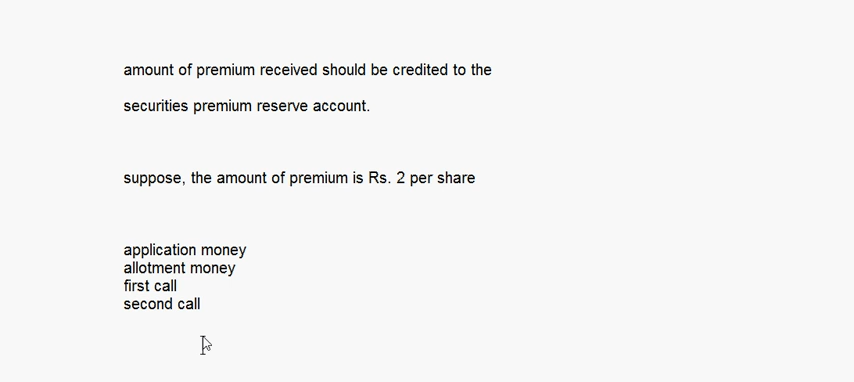 amount of premium received should be credited to the
securities premium reserve account.
suppose, the amount of premium is Rs. 2 per share
application money
allotment money
first call
second call